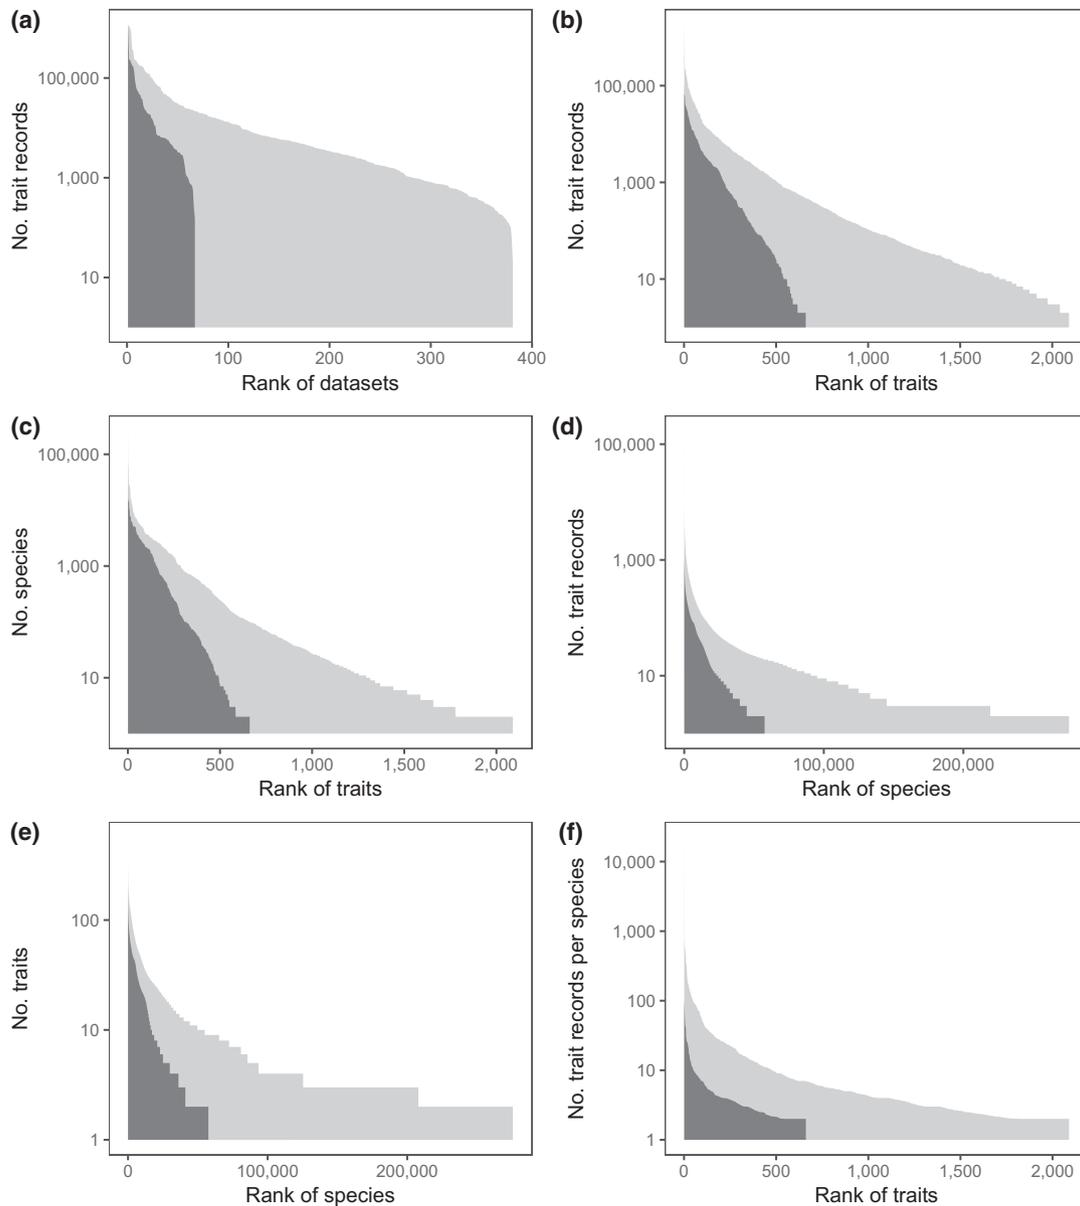 (a)
No. trait records
100,000
1,000
10
0 100 200 300 400
Rank of datasets
(b)
No. trait records
100,000
1,000
10
0 500 1,000 1,500 2,000
Rank of traits
(c)
No. species
100,000
1,000
10
0 500 1,000 1,500 2,000
Rank of traits
(d)
No. trait records
100,000
1,000
10
0 100,000 200,000
Rank of species
(e)
No. traits
100
10
1
0 100,000 200,000
Rank of species
(f)
No. trait records per species
10,000
1,000
100
10
1
0 500 1,000 1,500 2,000
Rank of traits